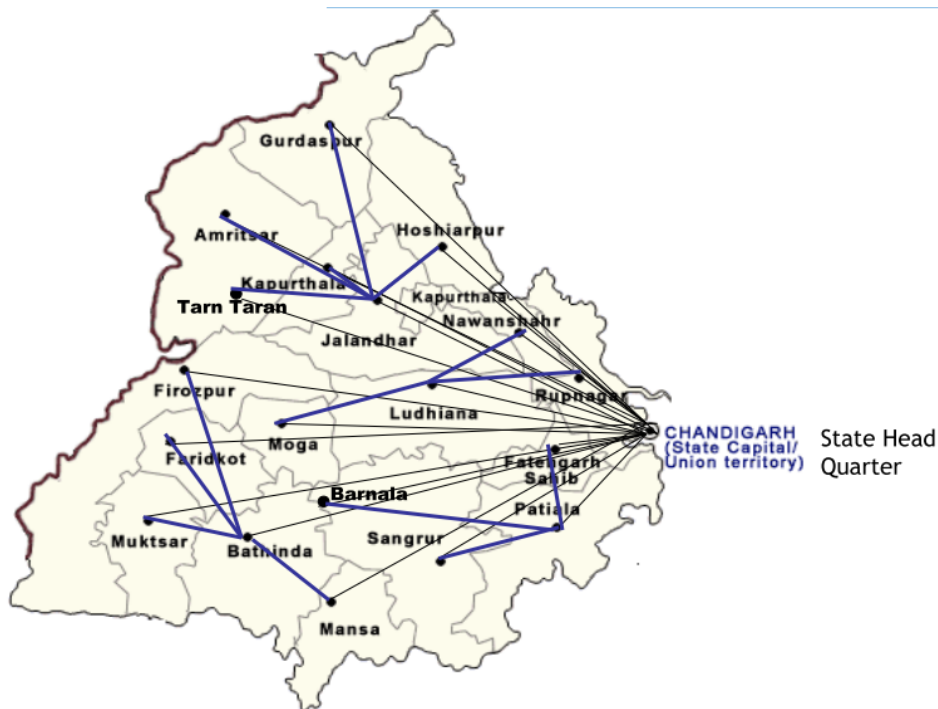 Gurdaspur
Amritsar
Hoshiarpur
Kapurthala
Kapurthala
Tarn Taran
Nawanshahr
Jalandhar
Firozpur
Rupnagar
Ludhiana
Moga
CHANDIGARH
(State Capital/
Union territory)
State Head
Quarter
Faridkot
Fatehgarh
Sahib
Barnala
Patiala
Muktsar
Bathinda
Sangrur
Mansa